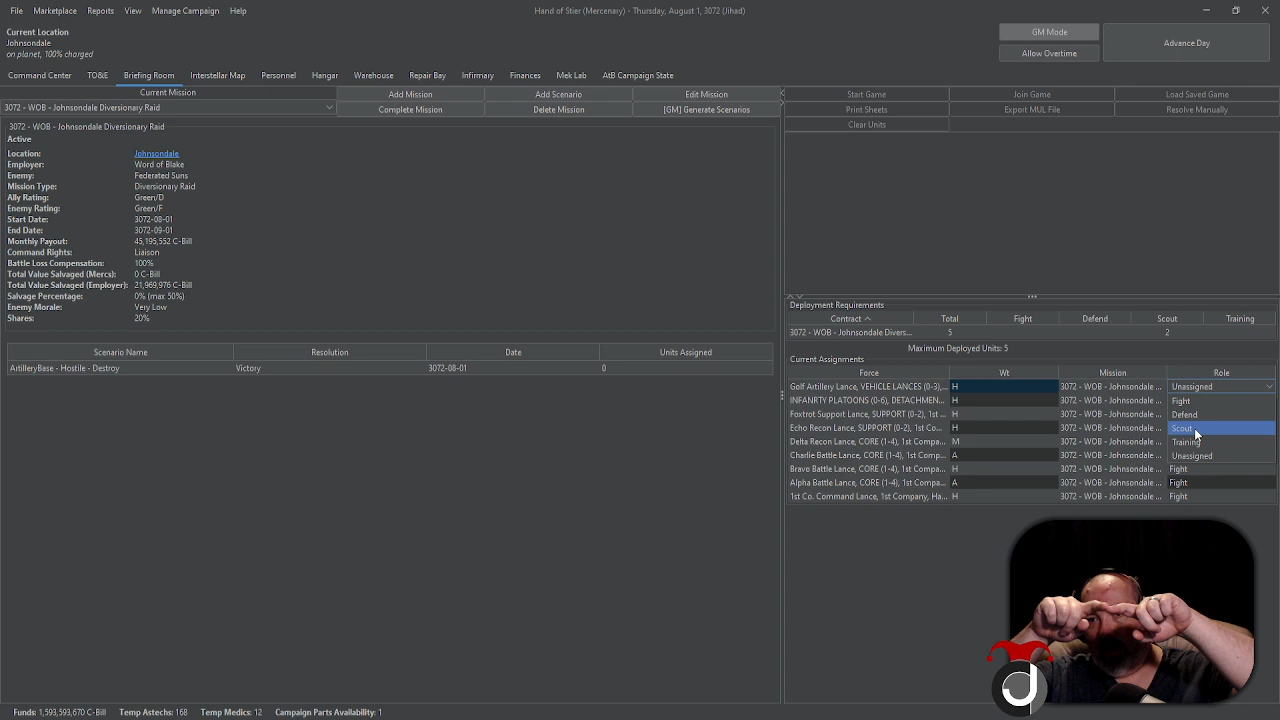 File Marketplace Reports View Manage Campaign Help Hand of Stier (Mercenary) - Thursday, August 1, 3072 (Jihad)
Current Location
Johnsondale
on planet, 100% charged
GM Mode
Allow Overtime
Advance Day
Command Center TO&E Briefing Room Interstellar Map Personnel Hangar Warehouse Repair Bay Infirmary Finances Mek Lab AtB Campaign State
Current Mission Add Mission Add Scenario Edit Mission Start Game Join Game Load Saved Game
3072 - WOB - Johnsondale Diversionary Raid Complete Mission Delete Mission [GM] Generate Scenarios Print Sheets Export MUL File Resolve Manually
Clear Units
3072 - WOB - Johnsondale Diversionary Raid
Active
Location: Johnsondale
Employer: Word of Blake
Enemy: Federated Suns
Mission Type: Diversionary Raid
Ally Rating: Green/D
Enemy Rating: Green/F
Start Date: 3072-08-01
End Date: 3072-09-01
Monthly Payout: 45,195,552 C-Bill
Command Rights: Liaison
Battle Loss Compensation: 100%
Total Value Salvaged (Mercs): 0 C-Bill
Total Value Salvaged (Employer): 21,969,976 C-Bill
Salvage Percentage: 0% (max 50%)
Enemy Morale: Very Low
Shares: 20%
Scenario Name Resolution Date Units Assigned
ArtilleryBase - Hostile - Destroy Victory 3072-08-01 0
Deployment Requirements
Contract Total Fight Defend Scout Training
3072 - WOB - Johnsondale Divers... 5 2
Maximum Deployed Units: 5
Current Assignments
Force Wt Mission Role
Golf Artillery Lance, VEHICLE LANCES (0-3),... H 3072 - WOB - Johnsondale ... Unassigned
INFANRTY PLATOONS (0-6), DETACHMEN... H 3072 - WOB - Johnsondale ... Fight
Foxtrot Support Lance, SUPPORT (0-2), 1st ... H 3072 - WOB - Johnsondale ... Defend
Echo Recon Lance, SUPPORT (0-2), 1st Co... H 3072 - WOB - Johnsondale ... Scout
Delta Recon Lance, CORE (1-4), 1st Compa... M 3072 - WOB - Johnsondale ... Training
Charlie Battle Lance, CORE (1-4), 1st Compa... A 3072 - WOB - Johnsondale ... Unassigned
Bravo Battle Lance, CORE (1-4), 1st Compa... H 3072 - WOB - Johnsondale ... Fight
Alpha Battle Lance, CORE (1-4), 1st Compa... A 3072 - WOB - Johnsondale ... Fight
1st Co. Command Lance, 1st Company, Ha... H 3072 - WOB - Johnsondale ... Fight
Funds: 1,593,593,670 C-Bill Temp Astechs: 168 Temp Medics: 12 Campaign Parts Availability: 1